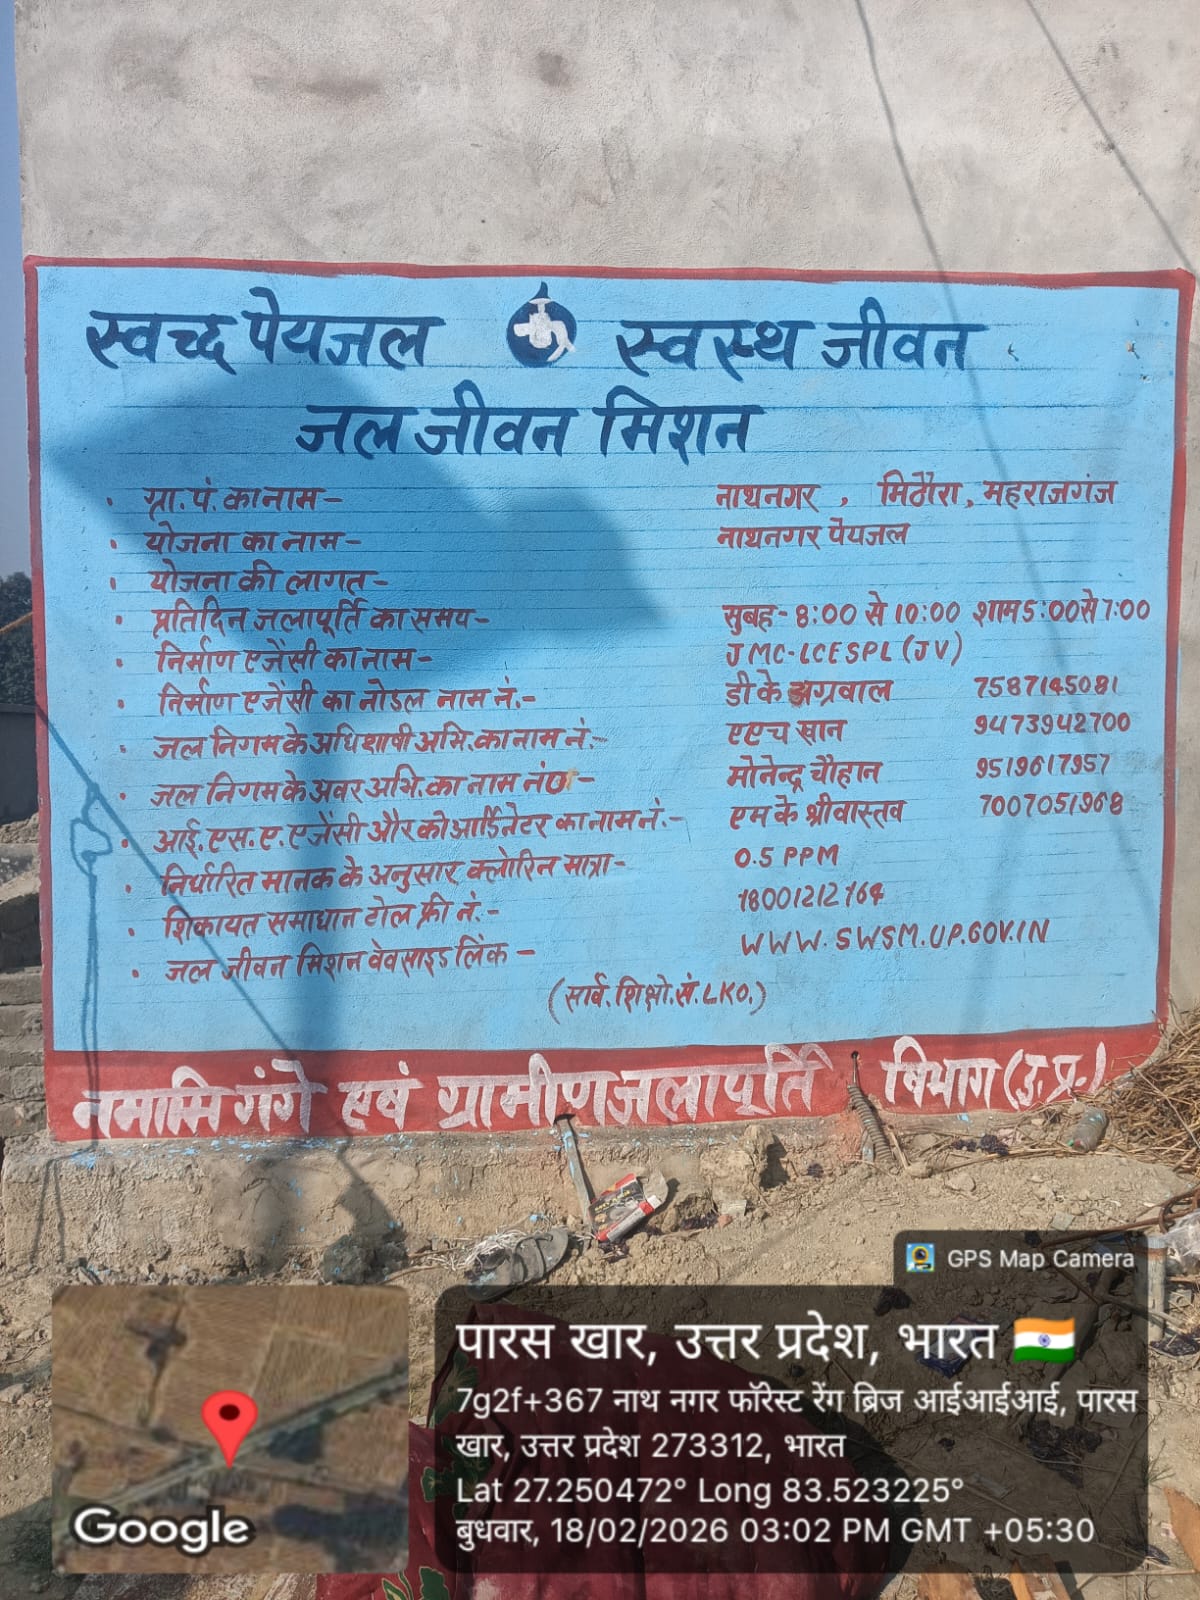 स्वच्छ पेयजल स्वस्थ जीवन
जल जीवन मिशन
• ग्रा.पं. का नाम– नाथनगर , मिठौरा, महराजगंज
• योजना का नाम– नाथनगर पेयजल
• योजना की लागत–
• प्रतिदिन जलापूर्ति का समय– सुबह- 8:00 से 10:00 शाम 5:00 से 7:00
• निर्माण एजेंसी का नाम– JMC-LCESPL (JV)
• निर्माण एजेंसी का नोडल नाम नं.- डी के अग्रवाल 7587145081
• जल निगम के अधिशाषी अभि. का नाम नं.- एएच खान 9473942700
• जल निगम के अवर अभि. का नाम नं0- मोनेन्द्र चौहान 9519617957
• आई.एस.ए. एजेंसी और कोआर्डिनेटर का नाम नं.- एम के श्रीवास्तव 7007051968
• निर्धारित मानक के अनुसार क्लोरिन मात्रा- 0.5 PPM
• शिकायत समाधान टोल फ्री नं.- 18001212164
• जल जीवन मिशन वेबसाइड लिंक – WWW.SWSM.UP.GOV.IN
(सार्व. शिक्षो.सं.LKO.)
नमामि गंगे एवं ग्रामीण जलापूर्ति विभाग (उ.प्र.)
GPS Map Camera
पारस खार, उत्तर प्रदेश, भारत
7g2f+367 नाथ नगर फॉरेस्ट रेंग ब्रिज आईआईआई, पारस
खार, उत्तर प्रदेश 273312, भारत
Lat 27.250472° Long 83.523225°
बुधवार, 18/02/2026 03:02 PM GMT +05:30
Google